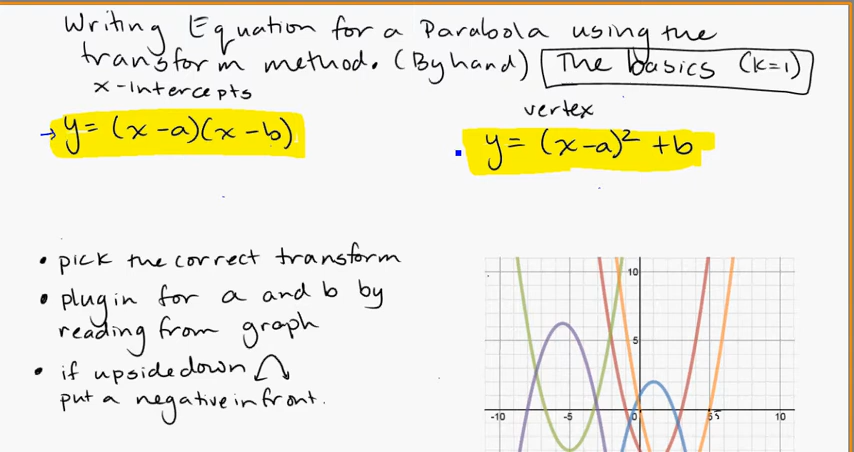 Writing Equation for a Parabola using the
transform method. (By hand) The basics (k=1)
x-intercepts
vertex
→ y = (x-a)(x-b)
y = (x-a)² + b
• pick the correct transform
• plug in for a and b by
reading from graph
• if upside down
put a negative in front.
10
5
-10 -5 0 5 10